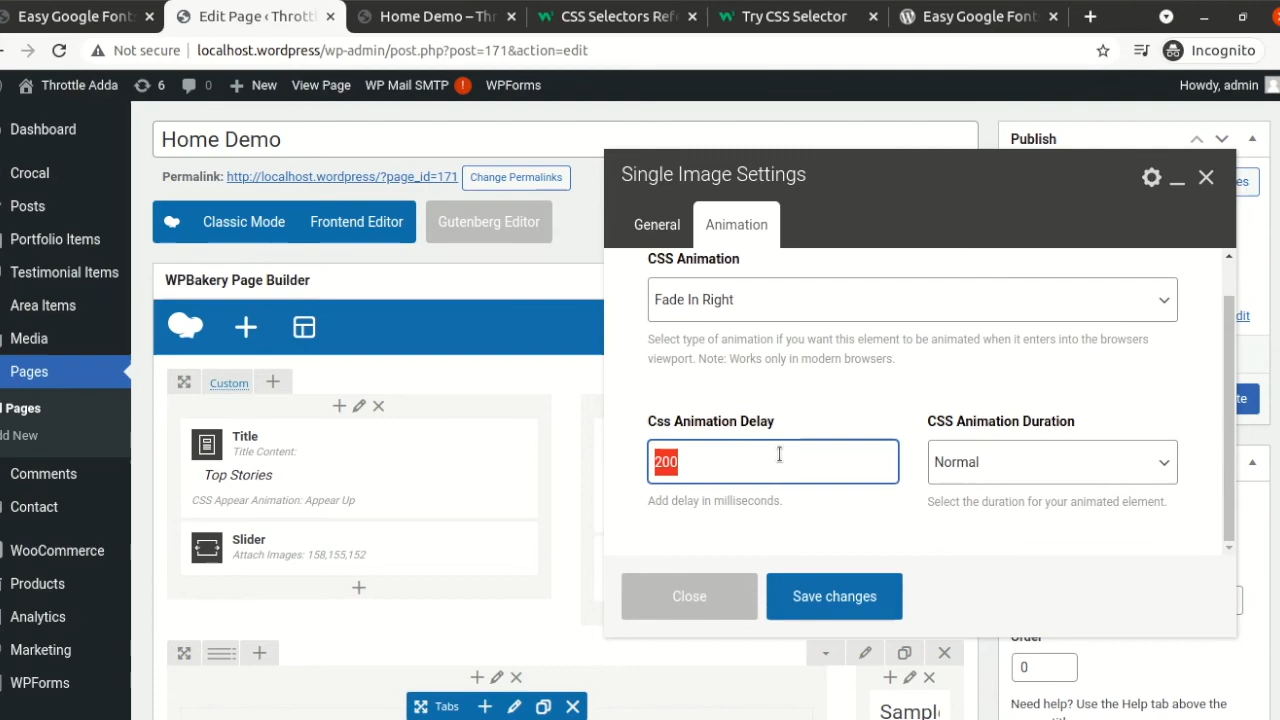 Easy Google Font
Edit Page ‹ Throttl
Home Demo – Thr
CSS Selectors Ref
Try CSS Selector
Easy Google Font
Not secure
localhost.wordpress/wp-admin/post.php?post=171&action=edit
Incognito
Throttle Adda
6
0
New
View Page
WP Mail SMTP
!
WPForms
Howdy, admin
Dashboard
Crocal
Posts
Portfolio Items
Testimonial Items
Area Items
Media
Pages
Pages
dd New
Comments
Contact
WooCommerce
Products
Analytics
Marketing
WPForms
Home Demo
Permalink: http://localhost.wordpress/?page_id=171 Change Permalinks
Classic Mode
Frontend Editor
Gutenberg Editor
WPBakery Page Builder
Custom
Title
Title Content:
Top Stories
CSS Appear Animation: Appear Up
Slider
Attach Images: 158,155,152
Tabs
Single Image Settings
General
Animation
CSS Animation
Fade In Right
Select type of animation if you want this element to be animated when it enters into the browsers
viewport. Note: Works only in modern browsers.
Css Animation Delay
200
Add delay in milliseconds.
CSS Animation Duration
Normal
Select the duration for your animated element.
Close
Save changes
Publish
es
dit
te
Order
0
Need help? Use the Help tab above the
Sampl